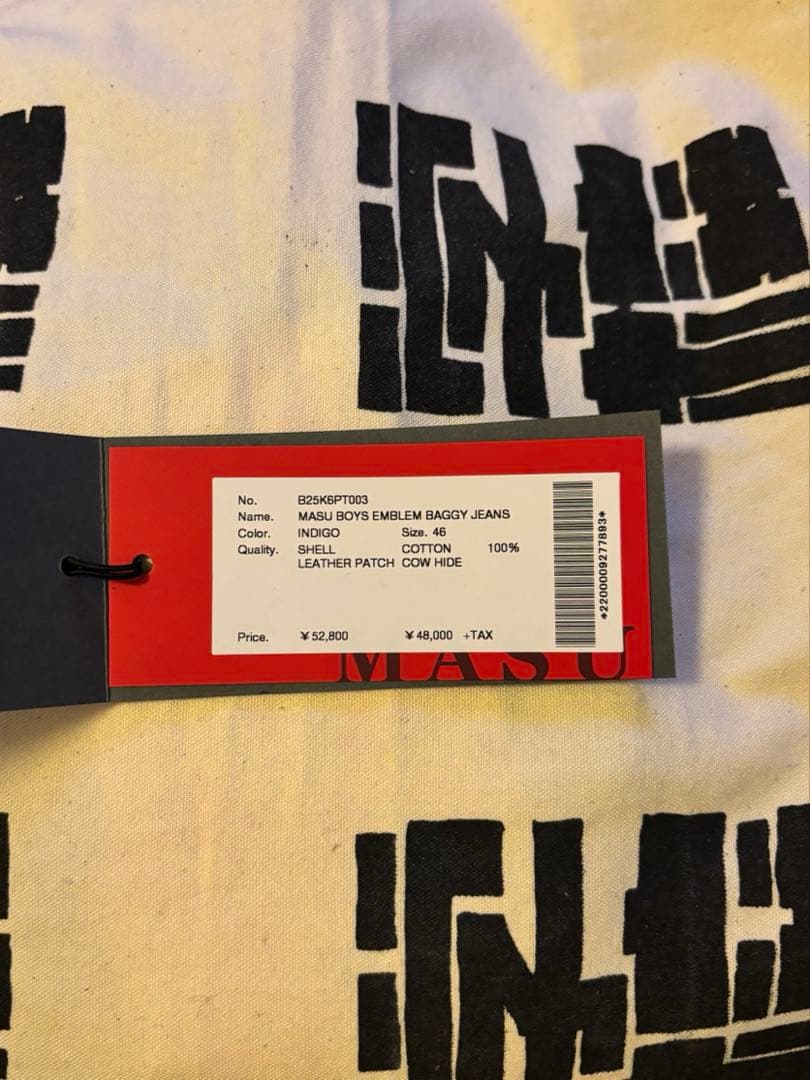 No. B25K6PT003
Name. MASU BOYS EMBLEM BAGGY JEANS
Color. INDIGO Size. 46
Quality. SHELL COTTON 100%
LEATHER PATCH COW HIDE
Price. ¥52,800 ¥48,000 +TAX
*2200009277893*
MASU